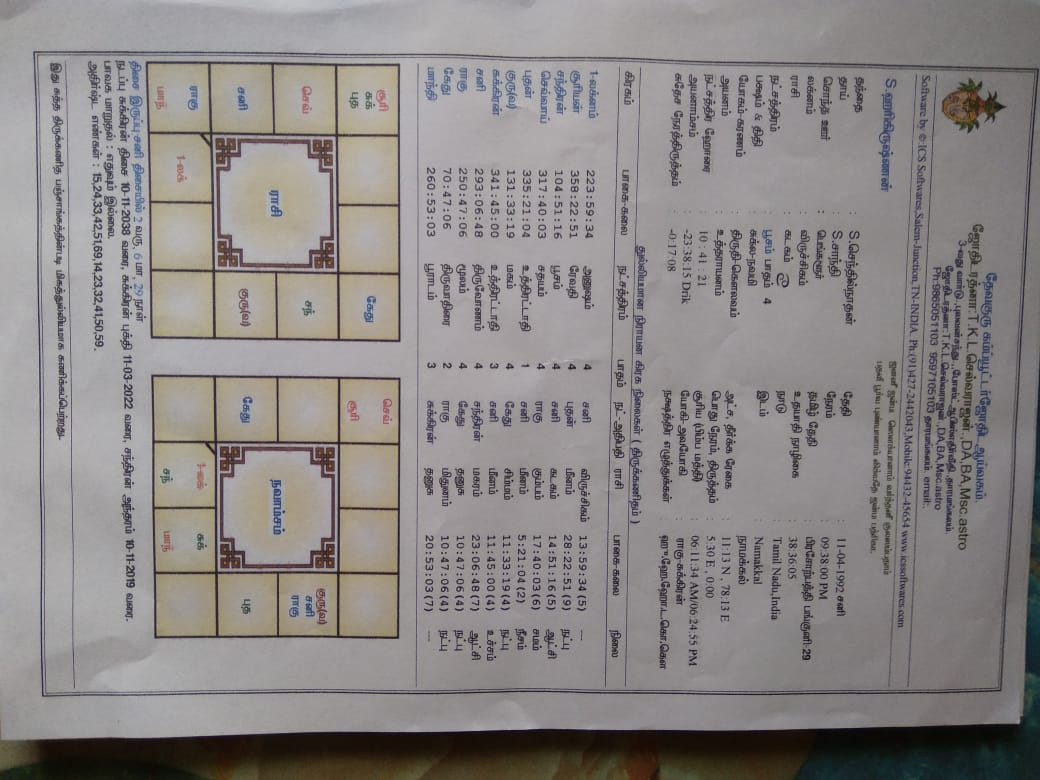 தேவகுரு கம்ப்யூட்டர்ஜோதிட ஆய்வகம்.
ஜோதிடரத்னா:T.K.L.செல்வராஜன்.,DA,BA,Msc.astro
3-வது வார்டு.,புலவன்சந்து.,போஸ்ட்ஆபிஸ்எதிர்வீதி.,தாரமங்கலம்.
ஜோதிடரத்னா:T.K.L.செல்வராஜன்.,DA,BA,Msc.astro
Ph:9865051103 9597105103 தாரமங்கலம். email:.
Software by ©:ICS Softwares,Salem-Junction,TN-INDIA. Ph:(91)427-2442043,Mobile:94432-45654 www.icssoftwares.com
S.ஹரிகிருஷ்ணன்
ஜனனீ ஜன்ம ஸௌக்யானாம் வர்த்தனீ குலஸம்பதாம்
பதவீ பூர்வ புண்யானாம் லிக்யதே ஜன்ம பத்ரிகா.
தந்தை : S.செந்தில்நாதன் தேதி : 11-04-1992 சனி
தாய் : S.சாந்தி நேரம் : 09:38:00 PM
சொந்த ஊர் : பெங்களூர் தமிழ் தேதி : பிரசோற்பத்தி பங்குனி-29
லக்னம் : விருச்சிகம் உதயாதி நாழிகை : 38:36:05
ராசி : கடகம் நாடு : Tamil Nadu,India
நட்சத்திரம் : பூசம் பாதம் 4 இடம் : Namakkal
பக்ஷம் & திதி : சுக்ல-நவமி நாமக்கல்
யோகம்-கரணம் : திருதி-கௌலவம் அட்ச, தீர்க்க ரேகை : 11:13 N , 78:13 E
அயனம் : உத்தராயனம் பொது நேரம், திருத்தம் : 5:30 E , 0:00
நட்சத்திர ஹோரை : 10 : 41 : 21 சூரிய (பிம்ப மத்தி) : 06:11:34 AM/06:24:55 PM
அயனாம்சம் : -23:38:15 Drik யோகி-அவயோகி : ராகு-சுக்கிரன்
சுதேச நேரத்திருத்தம் : -0:17:08 நக்ஷத்திர எழுத்துக்கள் : ஹு.ஹே.ஹோ.ட.கொ.கௌ
துல்லியமான நிராயன கிரக நிலைகள் ( திருக்கணிதம் )
கிரகம் பாகை-கலை நட்சத்திரம் பாதம் நட்-அதிபதி ராசி பாகை-கலை நிலை
1-லக்னம் 223:59:34 அனுஷம் 4 சனி விருச்சிகம் 13:59:34(5) ---
சூரியன் 358:22:51 ரேவதி 4 புதன் மீனம் 28:22:51(9) நட்பு
சந்திரன் 104:51:16 பூசம் 4 சனி கடகம் 14:51:16(5) ஆட்சி
செவ்வாய் 317:40:03 சதயம் 4 ராகு கும்பம் 17:40:03(6) சமம்
புதன் 335:21:04 உத்திரட்டாதி 1 சனி மீனம் 5:21:04(2) நீசம்
குரு(வ) 131:33:19 மகம் 4 கேது சிம்மம் 11:33:19(4) நட்பு
சுக்கிரன் 341:45:00 உத்திரட்டாதி 3 சனி மீனம் 11:45:00(4) உச்சம்
சனி 293:06:48 திருவோணம் 4 சந்திரன் மகரம் 23:06:48(7) ஆட்சி
ராகு 250:47:06 மூலம் 4 கேது தனுசு 10:47:06(4) நட்பு
கேது 70:47:06 திருவாதிரை 2 ராகு மிதுனம் 10:47:06(4) நட்பு
மாந்தி 260:53:03 பூராடம் 3 சுக்கிரன் தனுசு 20:53:03(7) ---
சூரி
சுக்
புத
கேது
செவ்
சந்
ராசி
சனி
குரு(வ)
ராகு
மாந்
1-லக்
செவ்
சூரி
குரு(வ)
சனி
ராகு
நவாம்சம்
கேது
புத
1-லக்
சந்
சுக்
மாந்
திசை இருப்பு-சனி திசையில் 2 வரு, 6 மா, 29 நாள்
நடப்பு சுக்கிரன் திசை 10-11-2038 வரை, சுக்கிரன் புக்தி 11-03-2022 வரை, சந்திரன் அந்தரம் 10-11-2019 வரை.
பாவக மாறுதல் : எதுவும் இல்லை.
அதிர்ஷ்ட எண்கள் : 15,24,33,42,51,69,14,23,32,41,50,59.
இது சுத்த திருக்கணித பஞ்சாங்கத்தின்படி மிகத்துல்லியமாக கணிக்கப்பெற்றது.